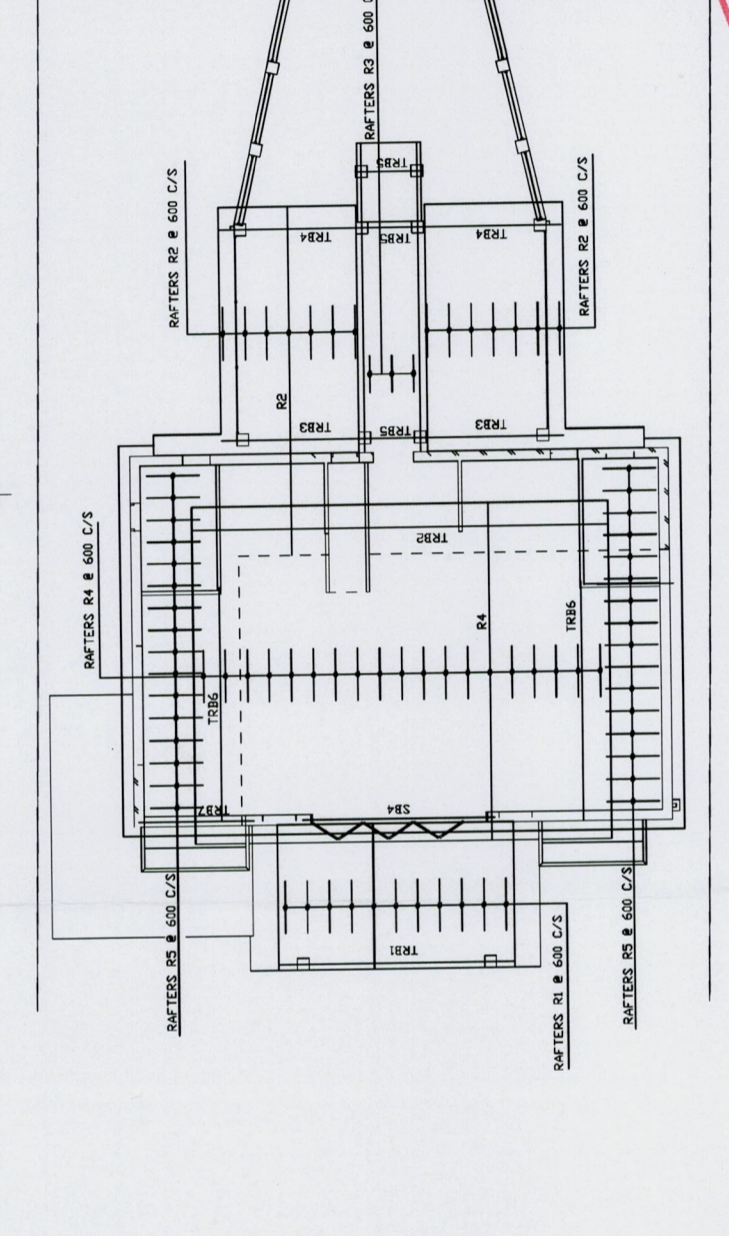 RAFTERS R3 @ 600 C
RAFTERS R2 @ 600 C/S
RAFTERS R2 @ 600 C/S
TRB5
TRB4
TRB5
TRB4
R2
TRB3
TRB5
TRB3
RAFTERS R4 @ 600 C/S
TRB2
R4
TRB6
TRB6
TRB7
SB4
TRB1
RAFTERS R5 @ 600 C/S
RAFTERS R1 @ 600 C/S
RAFTERS R5 @ 600 C/S